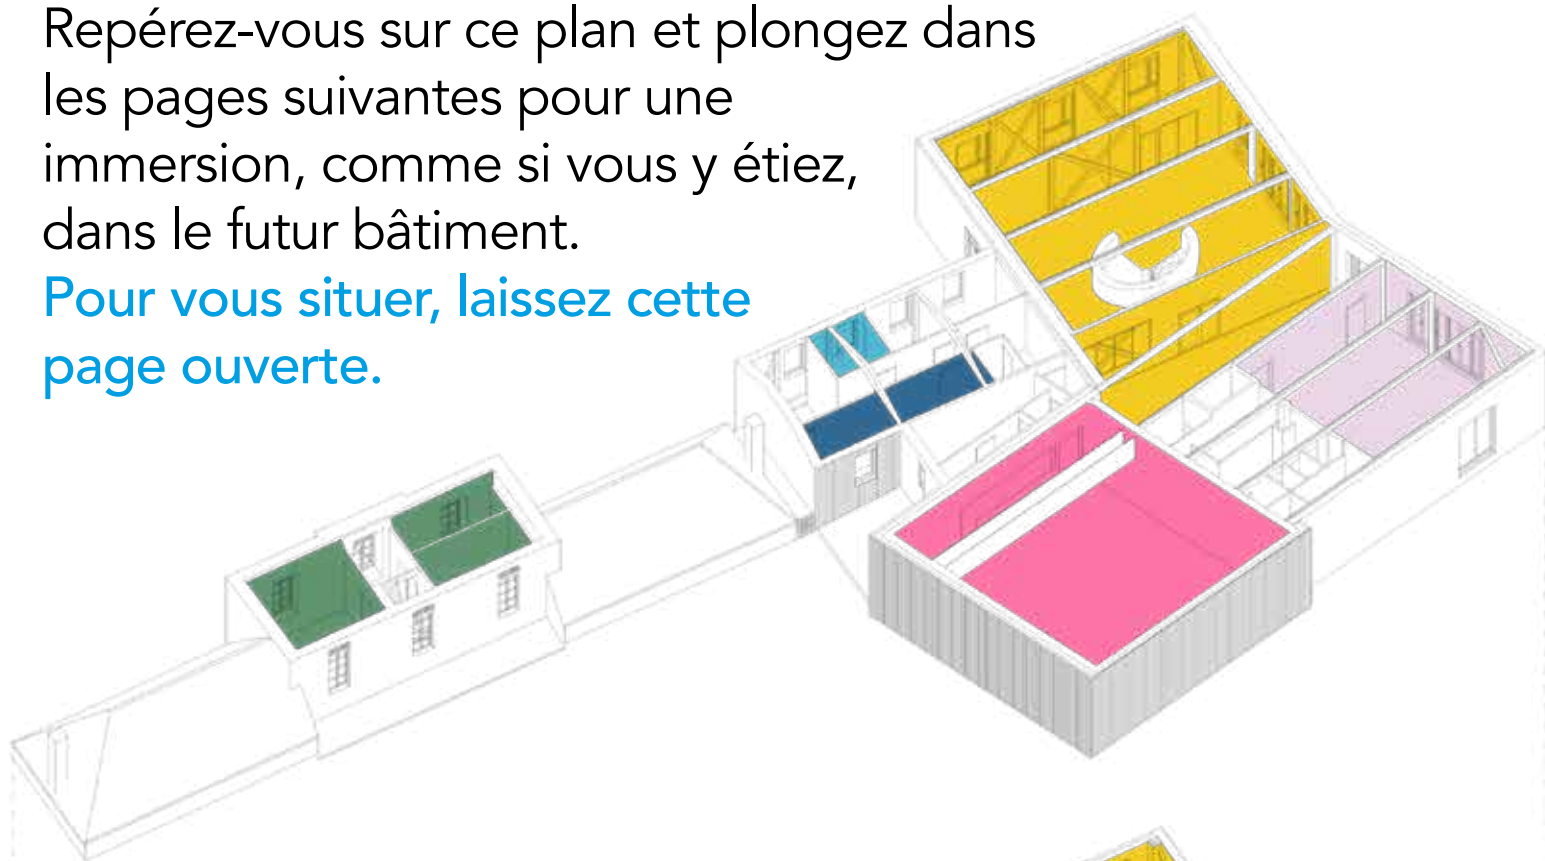 Repérez-vous sur ce plan et plongez dans
les pages suivantes pour une
immersion, comme si vous y étiez,
dans le futur bâtiment.
Pour vous situer, laissez cette
page ouverte.